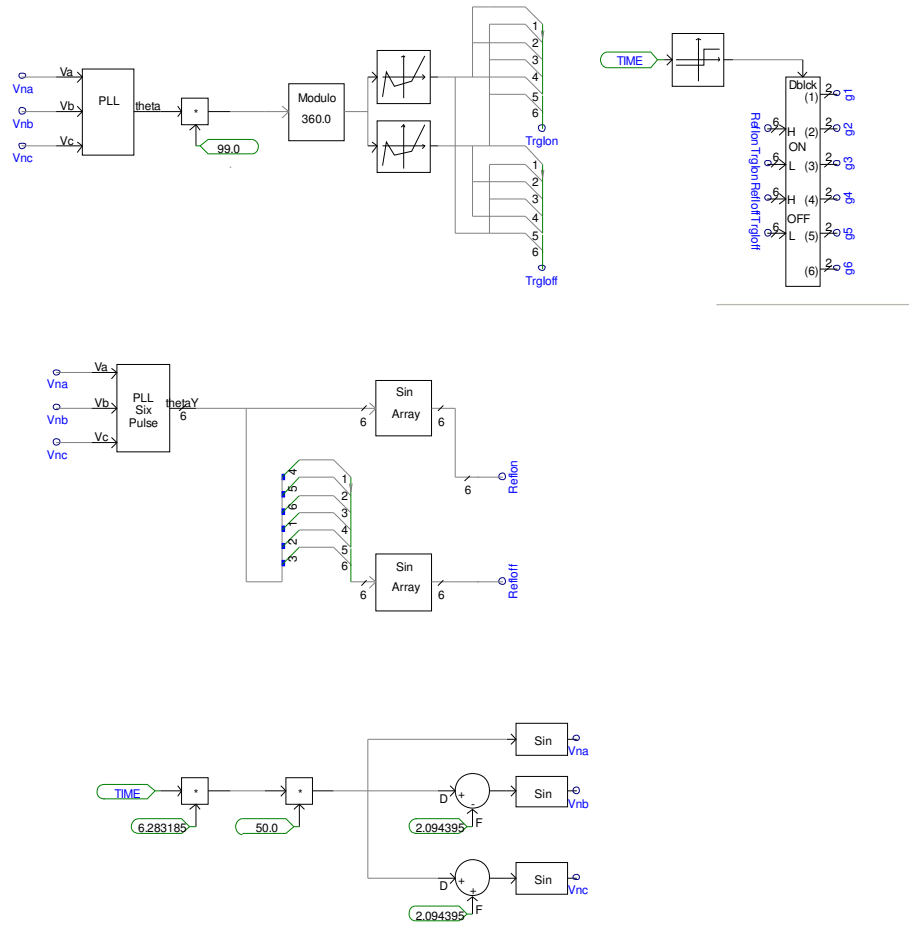 Vna
Va
Vnb
Vb
Vnc
Vc
PLL
theta
*
99.0
Modulo
360.0
1
2
3
4
5
6
TrgIon
1
2
3
4
5
6
TrgIoff
TIME
Dblck
(1)
2
g1
H
(2)
2
g2
ON
L
(3)
2
g3
H
(4)
2
g4
OFF
L
(5)
2
g5
(6)
2
g6
6
6
6
6
RefIon
TrgIon
RefIoff
TrgIoff
Vna
Va
Vnb
Vb
Vnc
Vc
PLL
Six
Pulse
thetaY
6
Sin
Array
6
6
6
RefIon
4
5
6
1
2
3
1
2
3
4
5
6
Sin
Array
6
6
RefIoff
TIME
*
6.283185
*
50.0
Sin
Vna
D
+
-
F
2.094395
Sin
Vnb
D
+
+
F
2.094395
Sin
Vnc